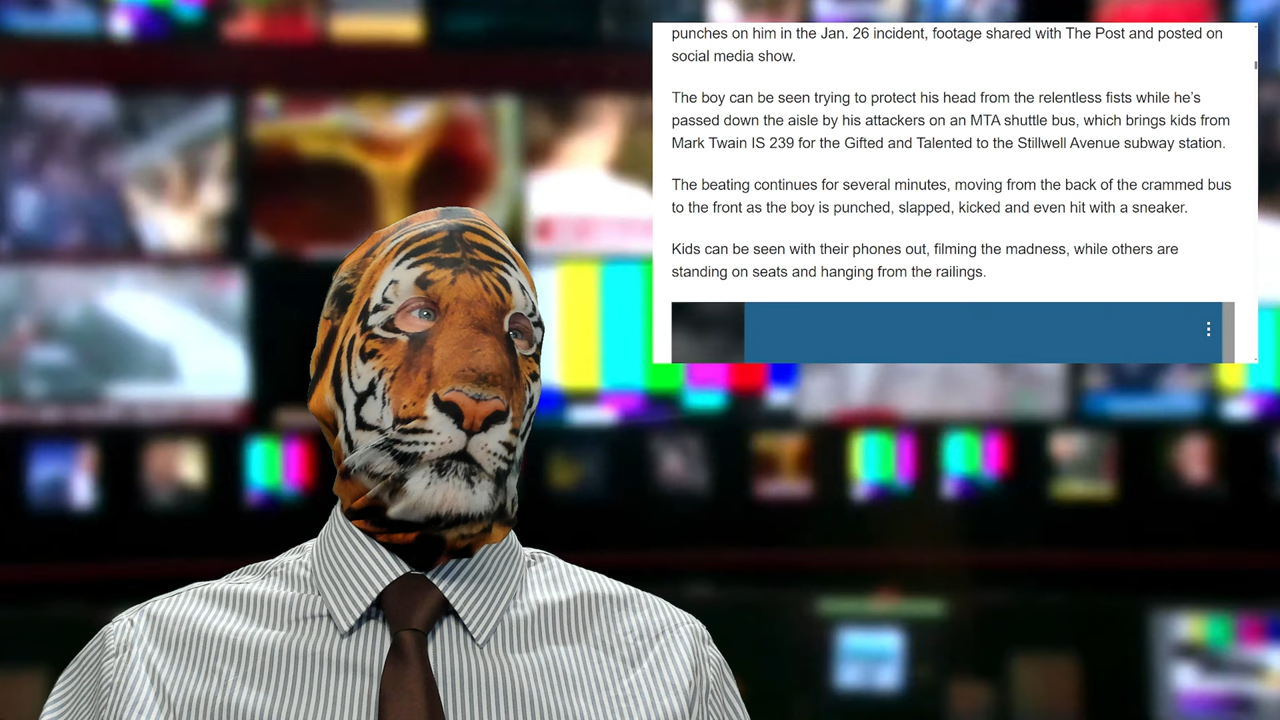 punches on him in the Jan. 26 incident, footage shared with The Post and posted on
social media show.
The boy can be seen trying to protect his head from the relentless fists while he’s
passed down the aisle by his attackers on an MTA shuttle bus, which brings kids from
Mark Twain IS 239 for the Gifted and Talented to the Stillwell Avenue subway station.
The beating continues for several minutes, moving from the back of the crammed bus
to the front as the boy is punched, slapped, kicked and even hit with a sneaker.
Kids can be seen with their phones out, filming the madness, while others are
standing on seats and hanging from the railings.